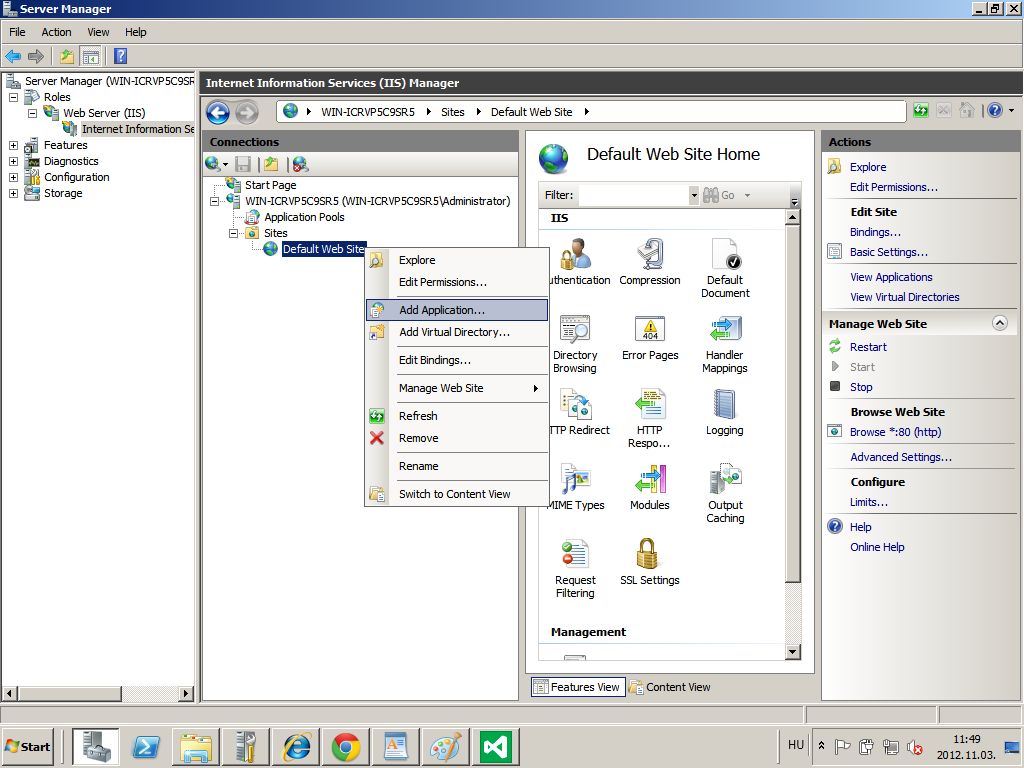 Server Manager
File Action View Help
Server Manager (WIN-ICRVP5C9SR
Roles
Web Server (IIS)
Internet Information Se
Features
Diagnostics
Configuration
Storage
Internet Information Services (IIS) Manager
WIN-ICRVP5C9SR5 Sites Default Web Site
Connections
Start Page
WIN-ICRVP5C9SR5 (WIN-ICRVP5C9SR5\Administrator)
Application Pools
Sites
Default Web Site
Explore
Edit Permissions...
Add Application...
Add Virtual Directory...
Edit Bindings...
Manage Web Site
Refresh
Remove
Rename
Switch to Content View
Default Web Site Home
Filter: Go
IIS
uthentication Compression Default
Document
Directory
Browsing Error Pages Handler
Mappings
404
TTP Redirect HTTP
Respo... Logging
MIME Types Modules Output
Caching
Request
Filtering SSL Settings
Management
Features View Content View
Actions
Explore
Edit Permissions...
Edit Site
Bindings...
Basic Settings...
View Applications
View Virtual Directories
Manage Web Site
Restart
Start
Stop
Browse Web Site
Browse *:80 (http)
Advanced Settings...
Configure
Limits...
Help
Online Help
Start
HU
11:49
2012.11.03.